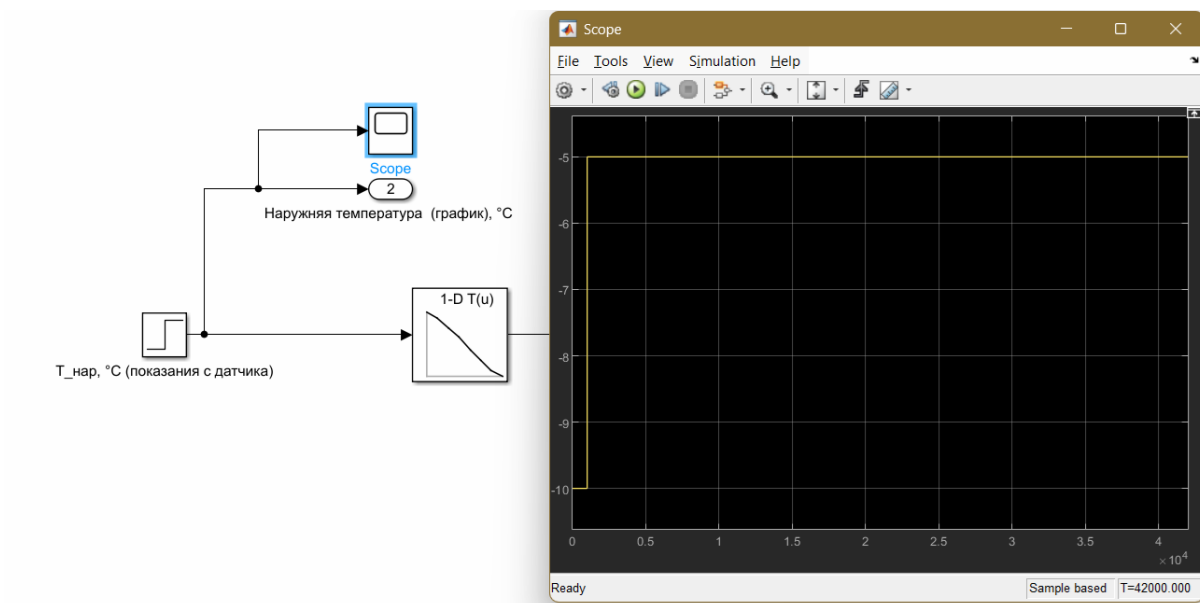 Scope
2
Наружняя температура  (график), °C
1-D T(u)
Т_нар, °C (показания с датчика)
Scope
File Tools View Simulation Help
-5
-6
-7
-8
-9
-10
0 0.5 1 1.5 2 2.5 3 3.5 4
×10⁴
Ready Sample based T=42000.000